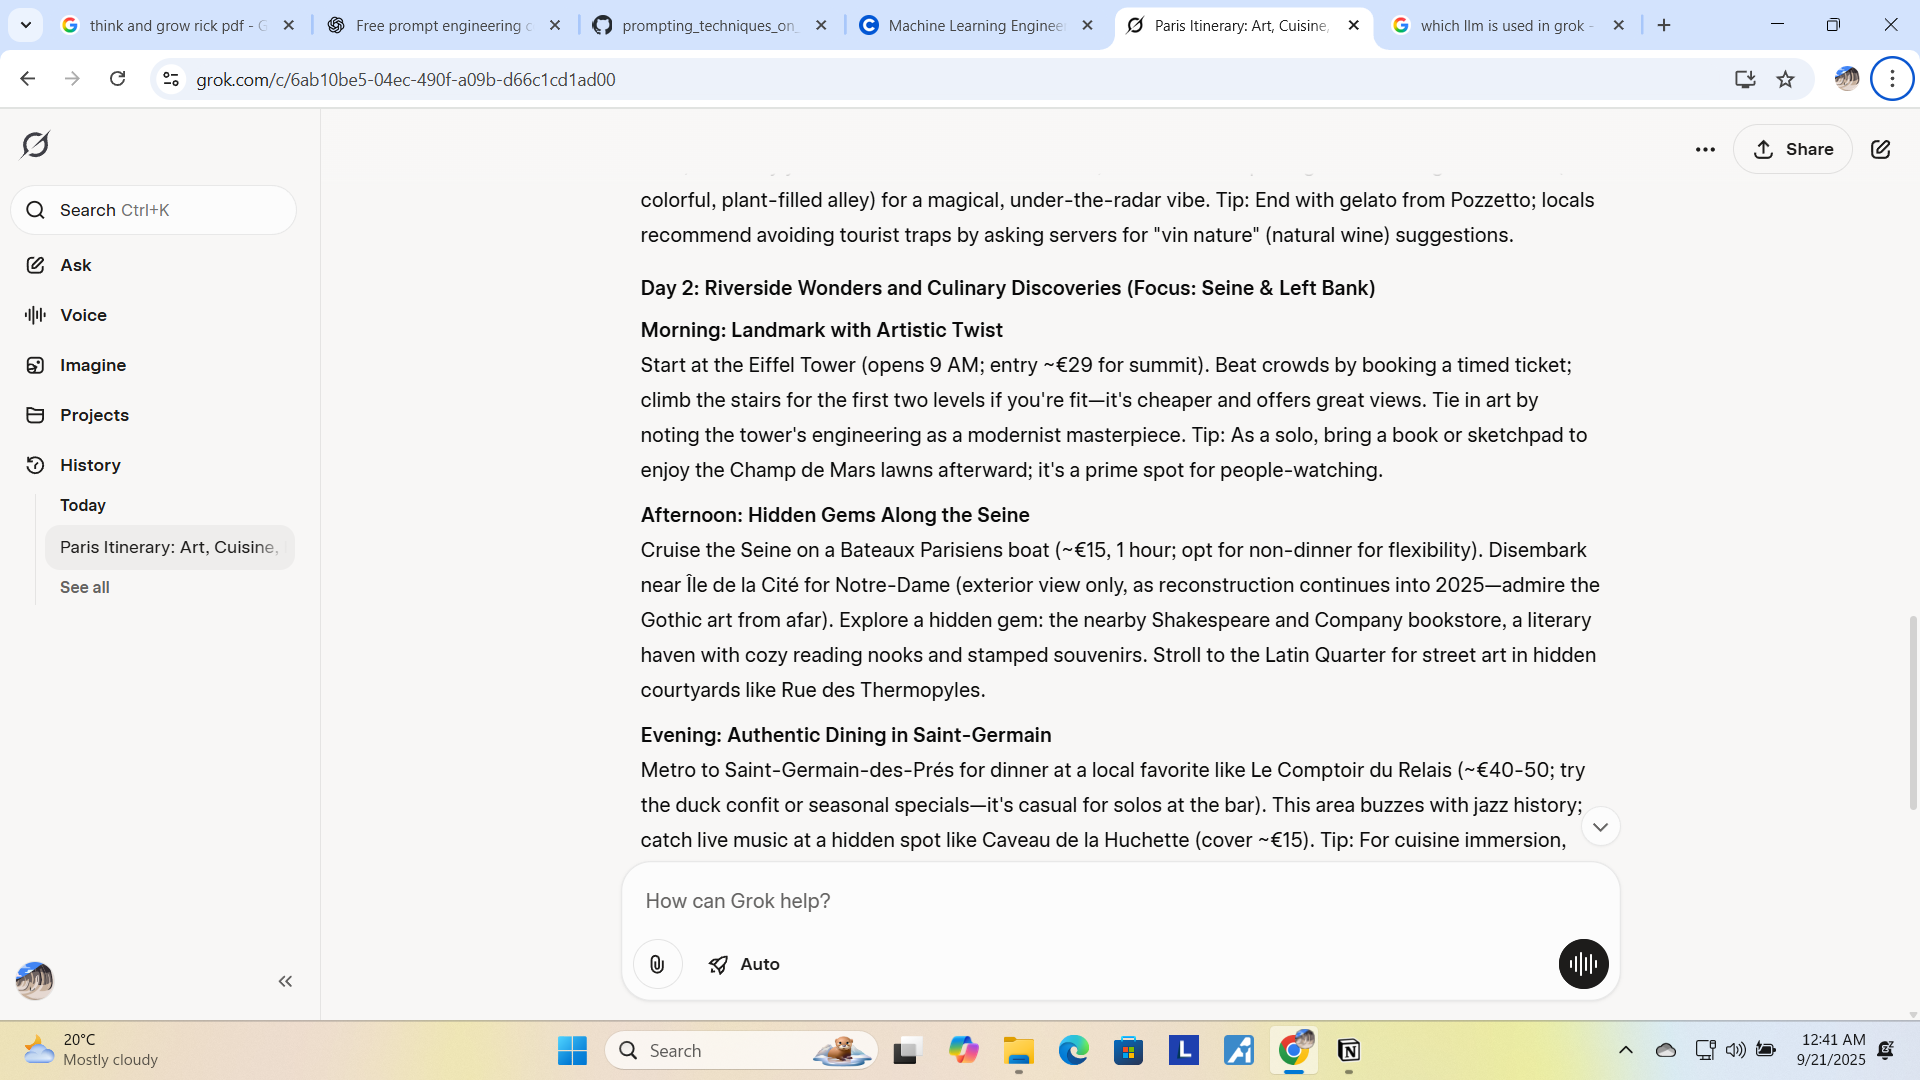 think and grow rick pdf - G
Free prompt engineering c
prompting_techniques_on_
Machine Learning Engineer
Paris Itinerary: Art, Cuisine,
which llm is used in grok -
grok.com/c/6ab10be5-04ec-490f-a09b-d66c1cd1ad00
Share
Search Ctrl+K
Ask
Voice
Imagine
Projects
History
Today
Paris Itinerary: Art, Cuisine,
See all
colorful, plant-filled alley) for a magical, under-the-radar vibe. Tip: End with gelato from Pozzetto; locals
recommend avoiding tourist traps by asking servers for "vin nature" (natural wine) suggestions.
Day 2: Riverside Wonders and Culinary Discoveries (Focus: Seine & Left Bank)
Morning: Landmark with Artistic Twist
Start at the Eiffel Tower (opens 9 AM; entry ~€29 for summit). Beat crowds by booking a timed ticket;
climb the stairs for the first two levels if you're fit—it's cheaper and offers great views. Tie in art by
noting the tower's engineering as a modernist masterpiece. Tip: As a solo, bring a book or sketchpad to
enjoy the Champ de Mars lawns afterward; it's a prime spot for people-watching.
Afternoon: Hidden Gems Along the Seine
Cruise the Seine on a Bateaux Parisiens boat (~€15, 1 hour; opt for non-dinner for flexibility). Disembark
near Île de la Cité for Notre-Dame (exterior view only, as reconstruction continues into 2025—admire the
Gothic art from afar). Explore a hidden gem: the nearby Shakespeare and Company bookstore, a literary
haven with cozy reading nooks and stamped souvenirs. Stroll to the Latin Quarter for street art in hidden
courtyards like Rue des Thermopyles.
Evening: Authentic Dining in Saint-Germain
Metro to Saint-Germain-des-Prés for dinner at a local favorite like Le Comptoir du Relais (~€40-50; try
the duck confit or seasonal specials—it's casual for solos at the bar). This area buzzes with jazz history;
catch live music at a hidden spot like Caveau de la Huchette (cover ~€15). Tip: For cuisine immersion,
How can Grok help?
Auto
20°C
Mostly cloudy
Search
12:41 AM
9/21/2025